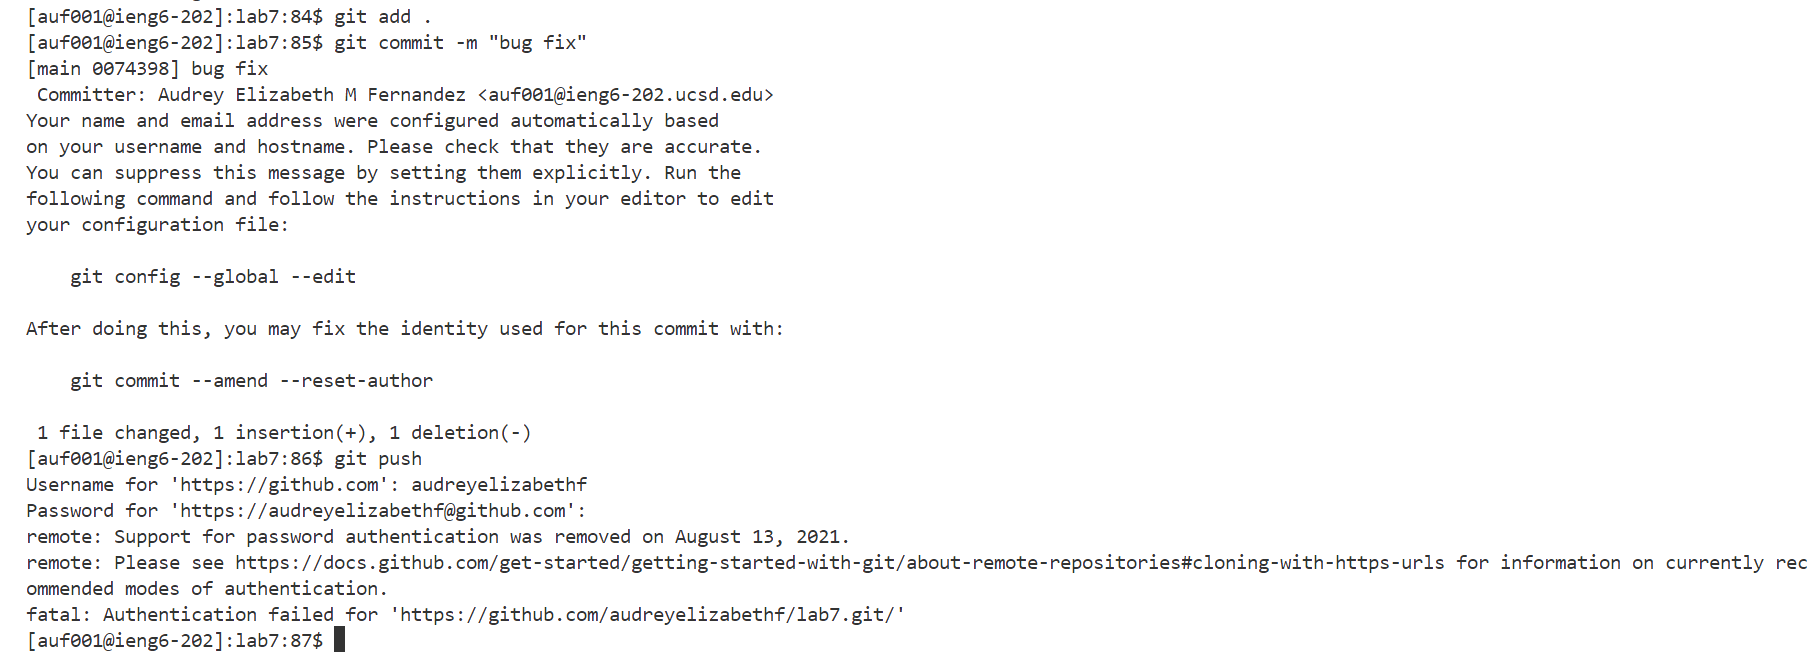 [auf001@ieng6-202]:lab7:84$ git add .
[auf001@ieng6-202]:lab7:85$ git commit -m "bug fix"
[main 0074398] bug fix
 Committer: Audrey Elizabeth M Fernandez <auf001@ieng6-202.ucsd.edu>
Your name and email address were configured automatically based
on your username and hostname. Please check that they are accurate.
You can suppress this message by setting them explicitly. Run the
following command and follow the instructions in your editor to edit
your configuration file:

    git config --global --edit

After doing this, you may fix the identity used for this commit with:

    git commit --amend --reset-author

 1 file changed, 1 insertion(+), 1 deletion(-)
[auf001@ieng6-202]:lab7:86$ git push
Username for 'https://github.com': audreyelizabethf
Password for 'https://audreyelizabethf@github.com':
remote: Support for password authentication was removed on August 13, 2021.
remote: Please see https://docs.github.com/get-started/getting-started-with-git/about-remote-repositories#cloning-with-https-urls for information on currently rec
ommended modes of authentication.
fatal: Authentication failed for 'https://github.com/audreyelizabethf/lab7.git/'
[auf001@ieng6-202]:lab7:87$